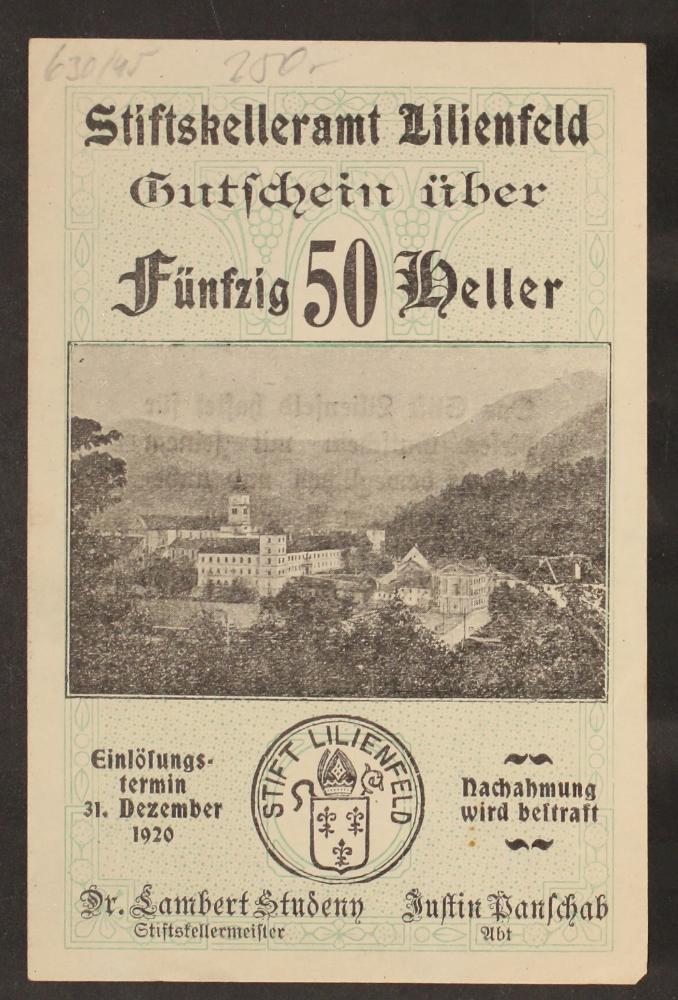 630/45 250.-
Stiftskelleramt Lilienfeld
Gutschein über
Fünfzig 50 Heller
Einlösungs-
termin
31. Dezember
1920
STIFT LILIENFELD
Nachahmung
wird bestraft
Dr. Lambert Studeny
Stiftskellermeister
Justin Panschab
Abt